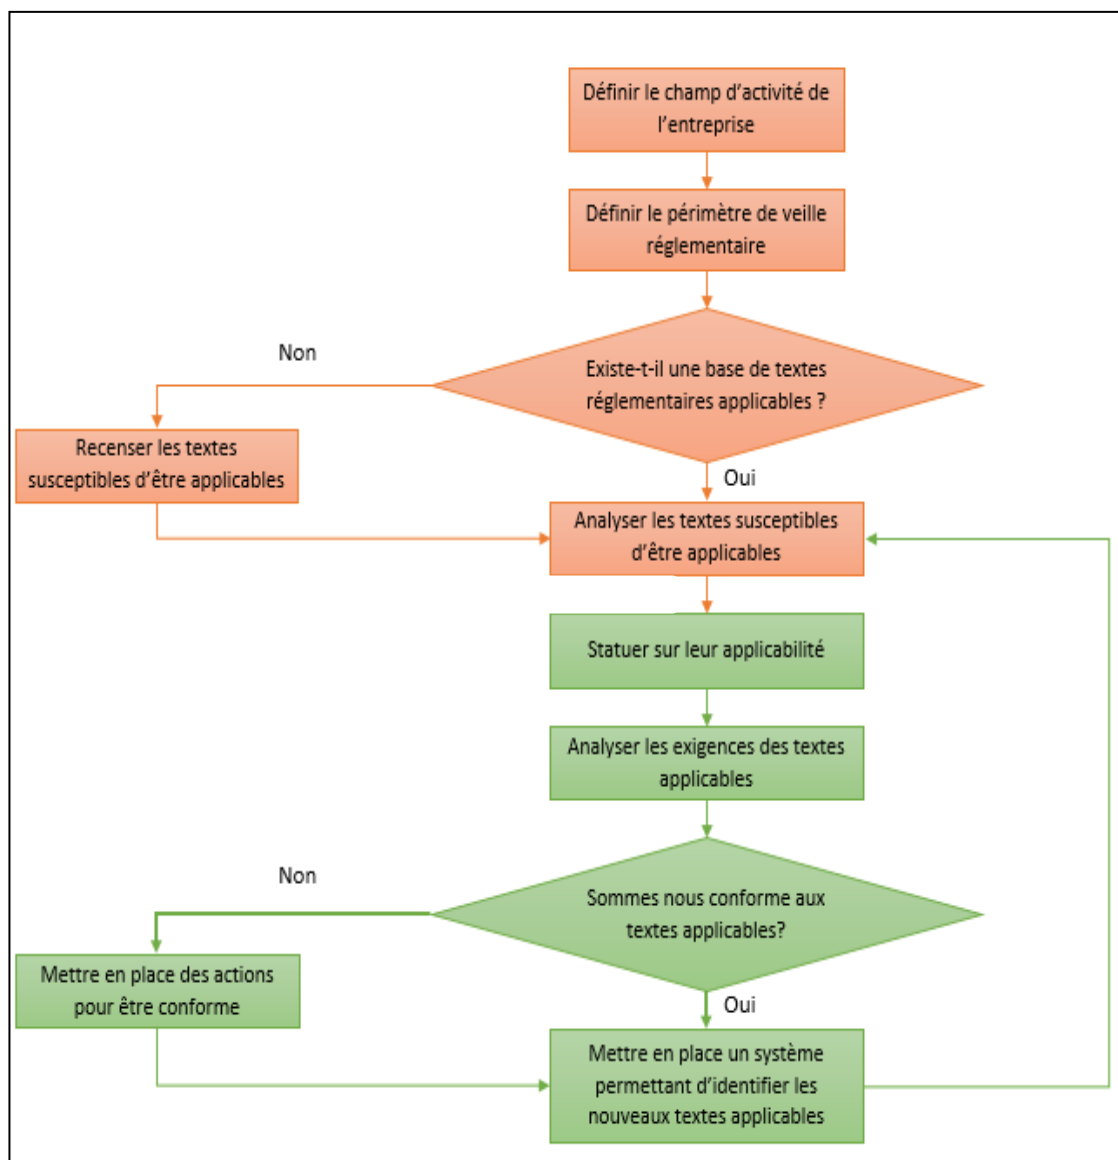 Définir le champ d’activité de
l’entreprise
Définir le périmètre de veille
réglementaire
Non
Existe-t-il une base de textes
réglementaires applicables ?
Recenser les textes
susceptibles d’être applicables
Oui
Analyser les textes susceptibles
d’être applicables
Statuer sur leur applicabilité
Analyser les exigences des textes
applicables
Non
Sommes nous conforme aux
textes applicables?
Mettre en place des actions
pour être conforme
Oui
Mettre en place un système
permettant d’identifier les
nouveaux textes applicables